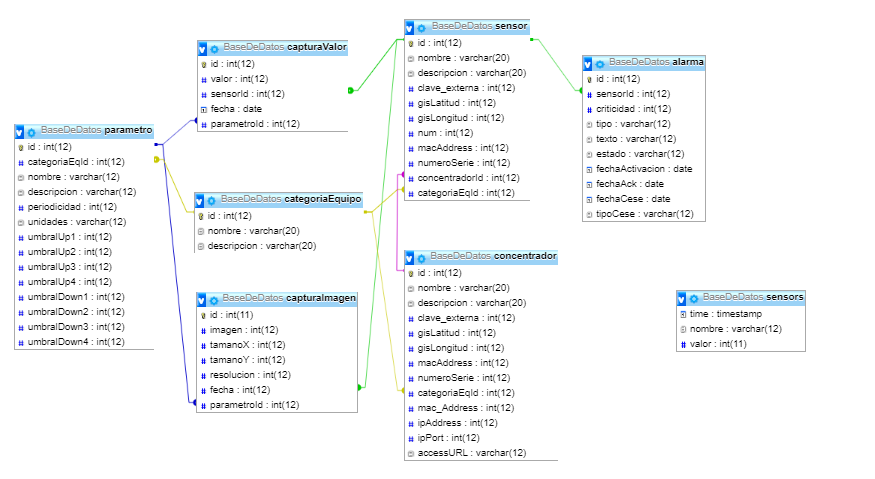 BaseDeDatos parametro
id : int(12)
categoriaEqId : int(12)
nombre : varchar(12)
descripcion : varchar(12)
periodicidad : int(12)
unidades : varchar(12)
umbralUp1 : int(12)
umbralUp2 : int(12)
umbralUp3 : int(12)
umbralUp4 : int(12)
umbralDown1 : int(12)
umbralDown2 : int(12)
umbralDown3 : int(12)
umbralDown4 : int(12)
BaseDeDatos capturaValor
id : int(12)
valor : int(12)
sensorId : int(12)
fecha : date
parametroId : int(12)
BaseDeDatos categoriaEquipo
id : int(12)
nombre : varchar(20)
descripcion : varchar(20)
BaseDeDatos capturaImagen
id : int(11)
imagen : int(12)
tamanoX : int(12)
tamanoY : int(12)
resolucion : int(12)
fecha : int(12)
parametroId : int(12)
BaseDeDatos sensor
id : int(12)
nombre : varchar(20)
descripcion : varchar(20)
clave_externa : int(12)
gisLatitud : int(12)
gisLongitud : int(12)
num : int(12)
macAddress : int(12)
numeroSerie : int(12)
concentradorId : int(12)
categoriaEqId : int(12)
BaseDeDatos concentrador
id : int(12)
nombre : varchar(20)
descripcion : varchar(20)
clave_externa : int(12)
gisLatitud : int(12)
gisLongitud : int(12)
macAddress : int(12)
numeroSerie : int(12)
categoriaEqId : int(12)
mac_Address : int(12)
ipAddress : int(12)
ipPort : int(12)
accessURL : varchar(12)
BaseDeDatos alarma
id : int(12)
sensorId : int(12)
criticidad : int(12)
tipo : varchar(12)
texto : varchar(12)
estado : varchar(12)
fechaActivacion : date
fechaAck : date
fechaCese : date
tipoCese : varchar(12)
BaseDeDatos sensors
time : timestamp
nombre : varchar(12)
valor : int(11)